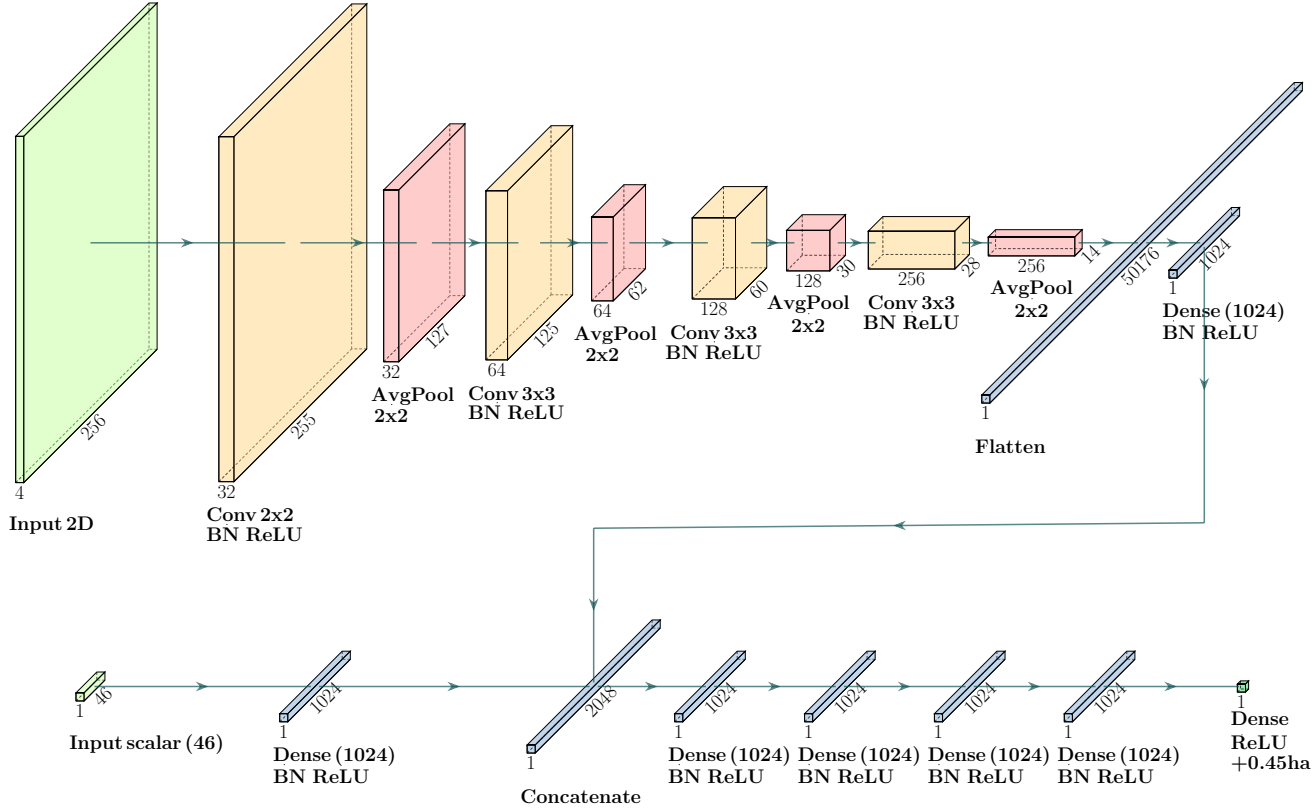 4
256
Input 2D
32
255
Conv 2x2
BN ReLU
32
127
AvgPool
2x2
64
125
Conv 3x3
BN ReLU
64
62
AvgPool
2x2
128
60
Conv 3x3
BN ReLU
128
30
AvgPool
2x2
256
28
Conv 3x3
BN ReLU
256
14
AvgPool
2x2
1
50176
Flatten
1
1024
Dense (1024)
BN ReLU
1
46
Input scalar (46)
1
1024
Dense (1024)
BN ReLU
1
2048
Concatenate
1
1024
Dense (1024)
BN ReLU
1
1024
Dense (1024)
BN ReLU
1
1024
Dense (1024)
BN ReLU
1
1024
Dense (1024)
BN ReLU
1
Dense
ReLU
+0.45ha